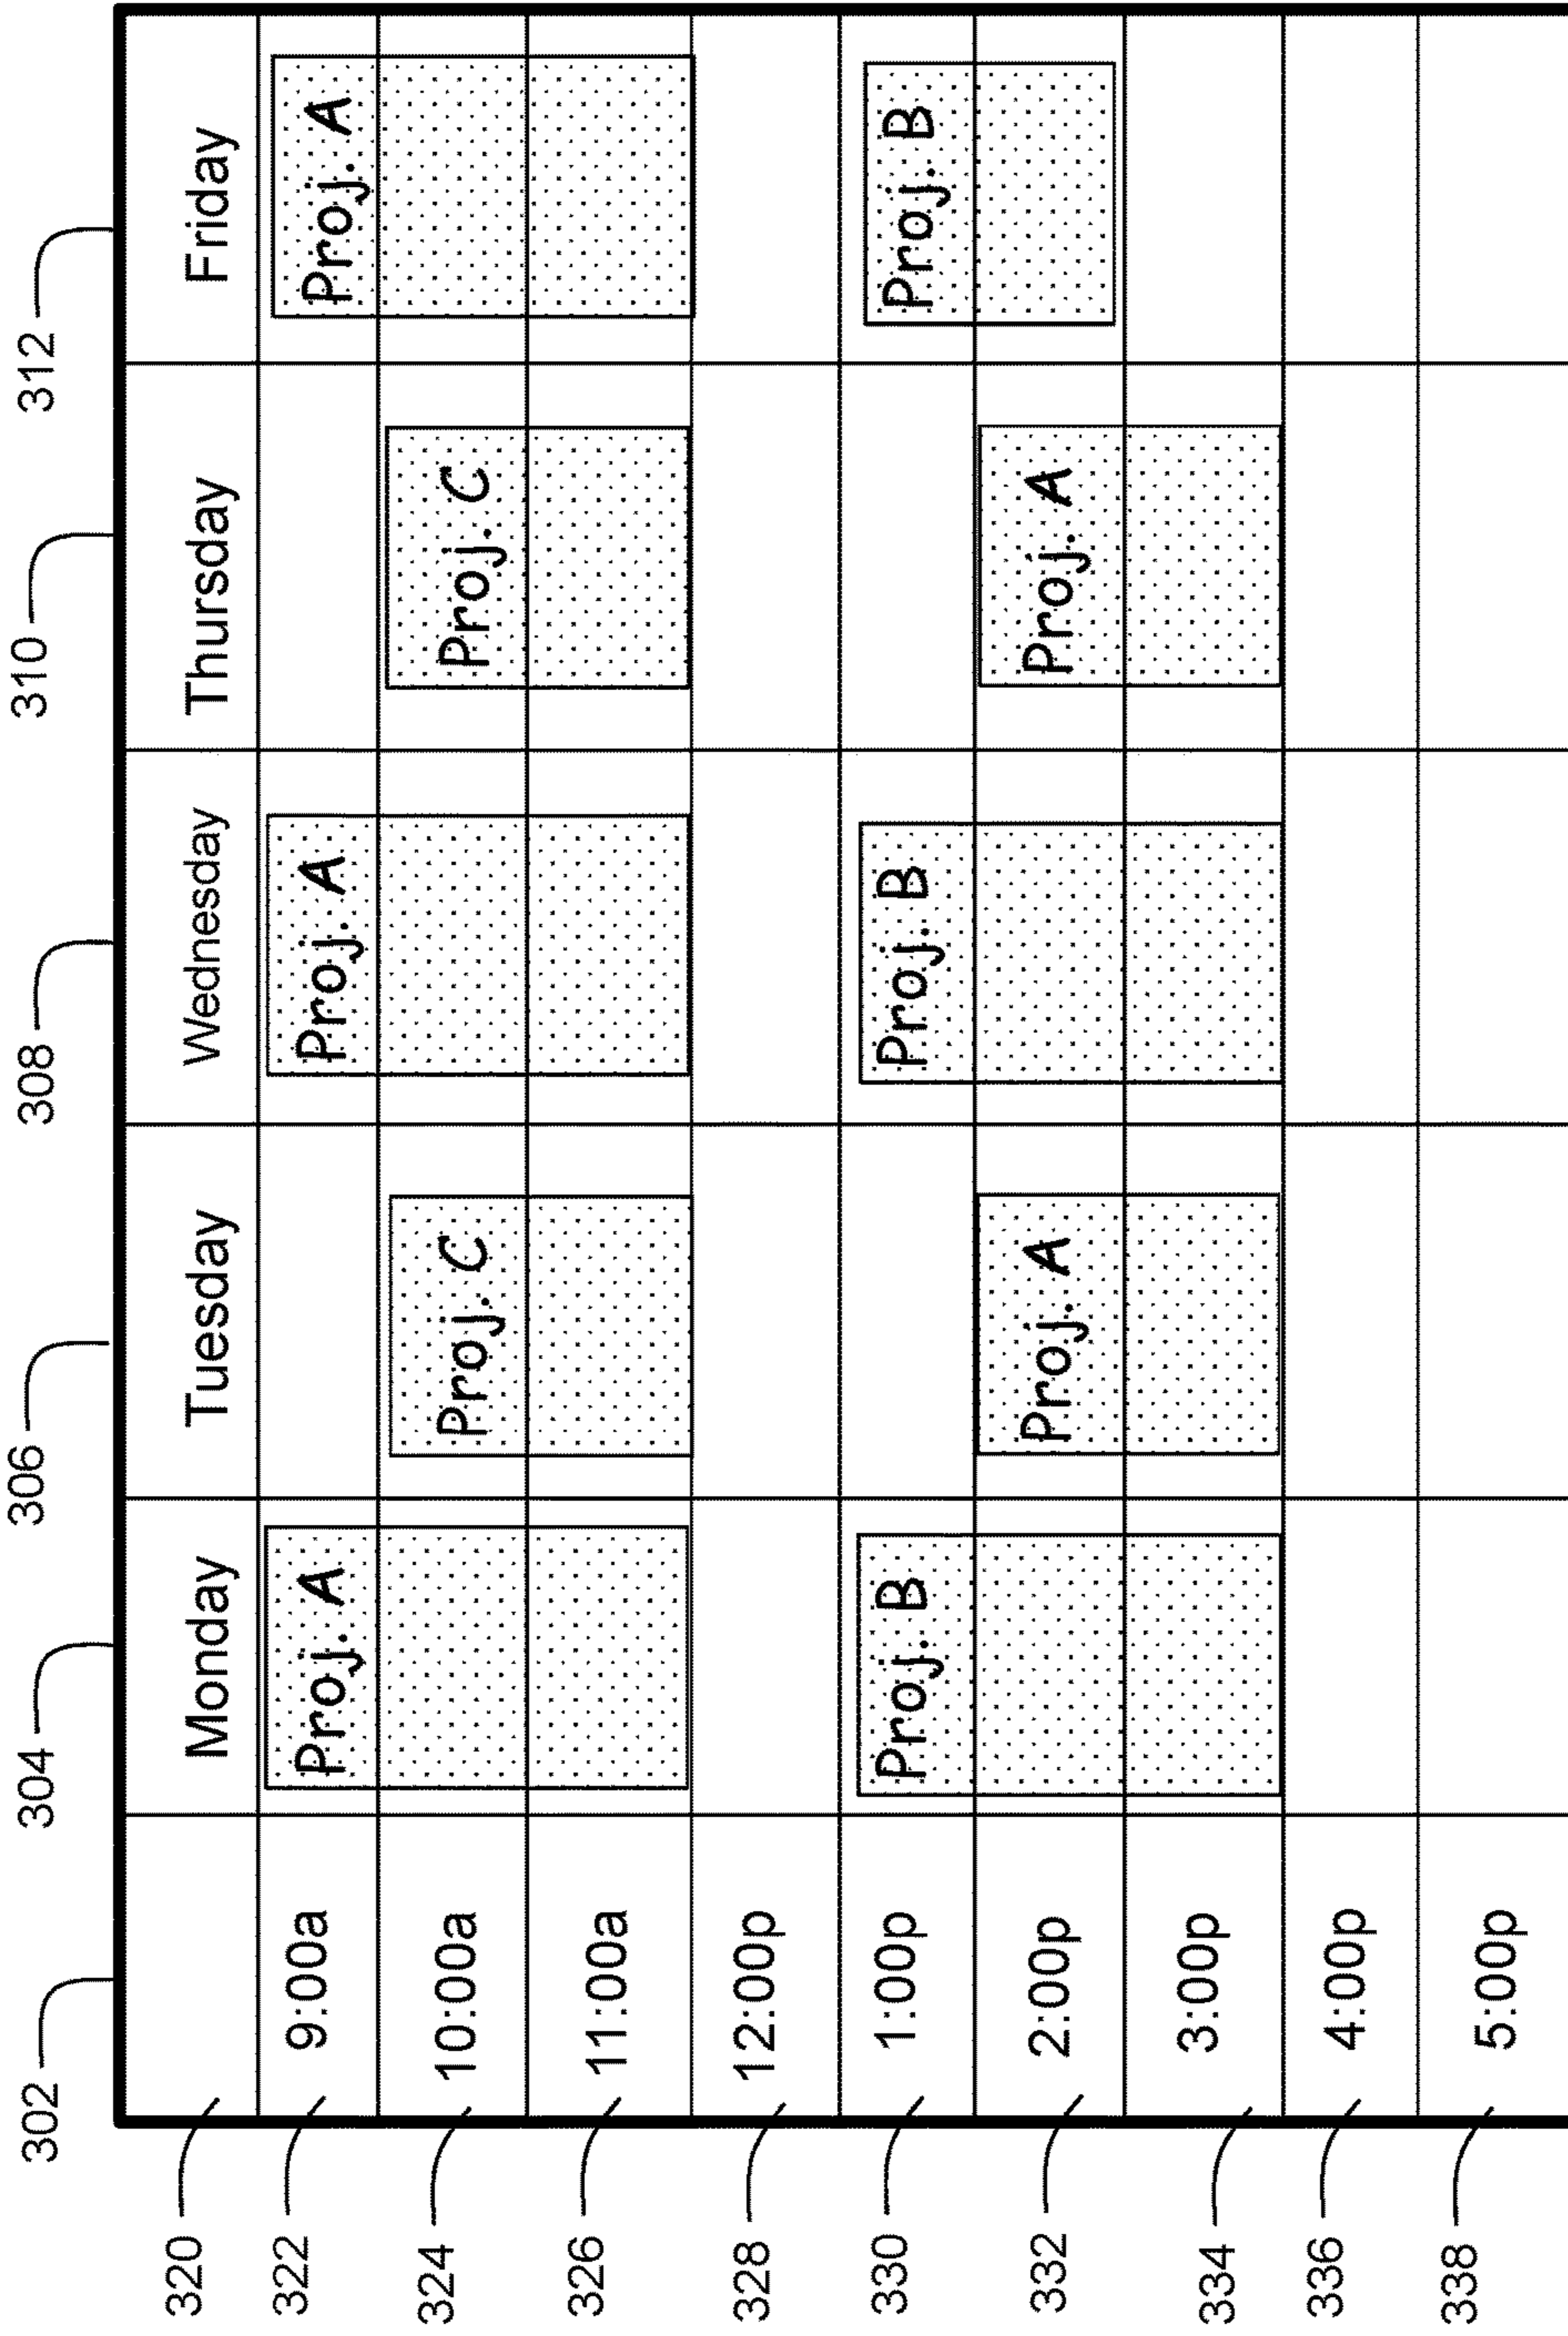 302 304 306 308 310 312
320 Monday Tuesday Wednesday Thursday Friday
322 9:00a Proj. A Proj. A Proj. A
324 10:00a Proj. C Proj. C
326 11:00a
328 12:00p
330 1:00p Proj. B Proj. B Proj. B
332 2:00p Proj. A Proj. A
334 3:00p
336 4:00p
338 5:00p